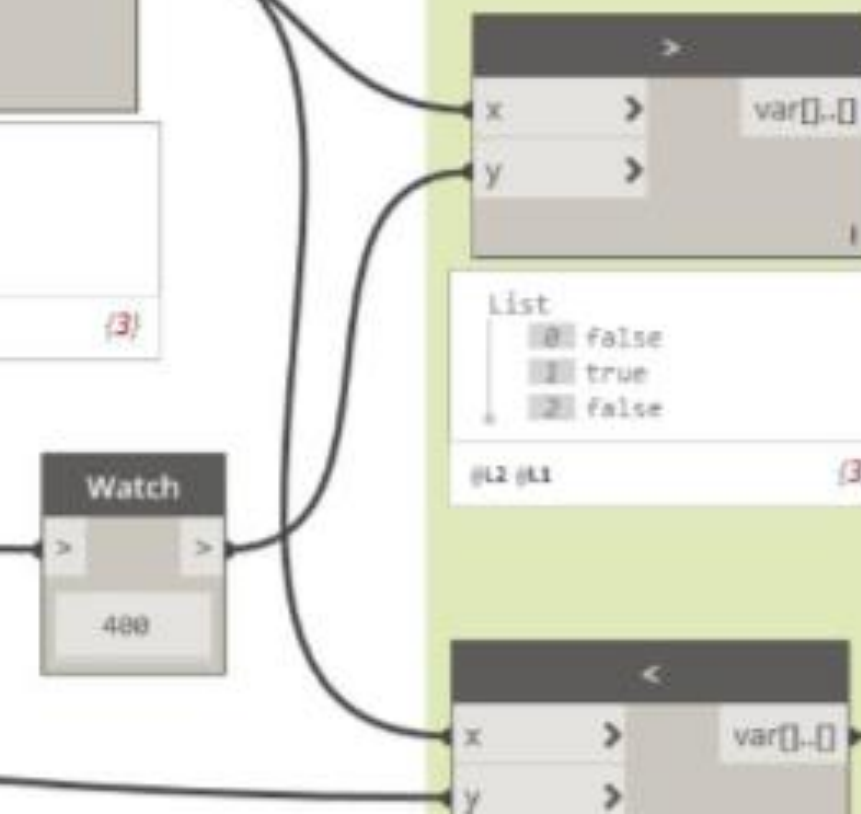 >
x > var[]..[]
y >
l
{3}
List
0 false
1 true
2 false
@L2 @L1 {3
Watch
> >
400
<
x > var[]..[]
y >